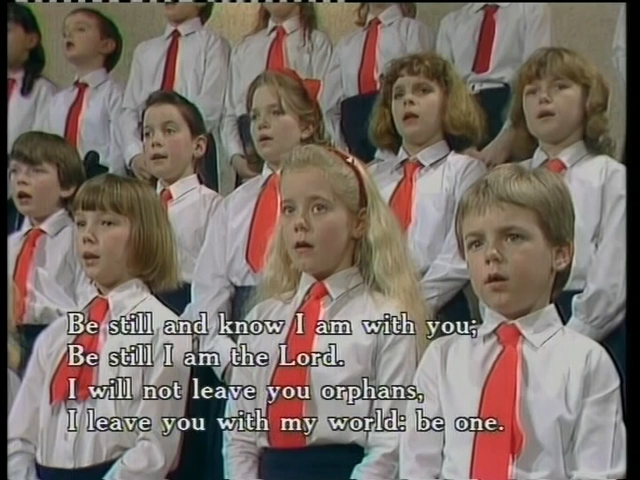 Be still and know I am with you;
Be still I am the Lord.
I will not leave you orphans,
I leave you with my world: be one.